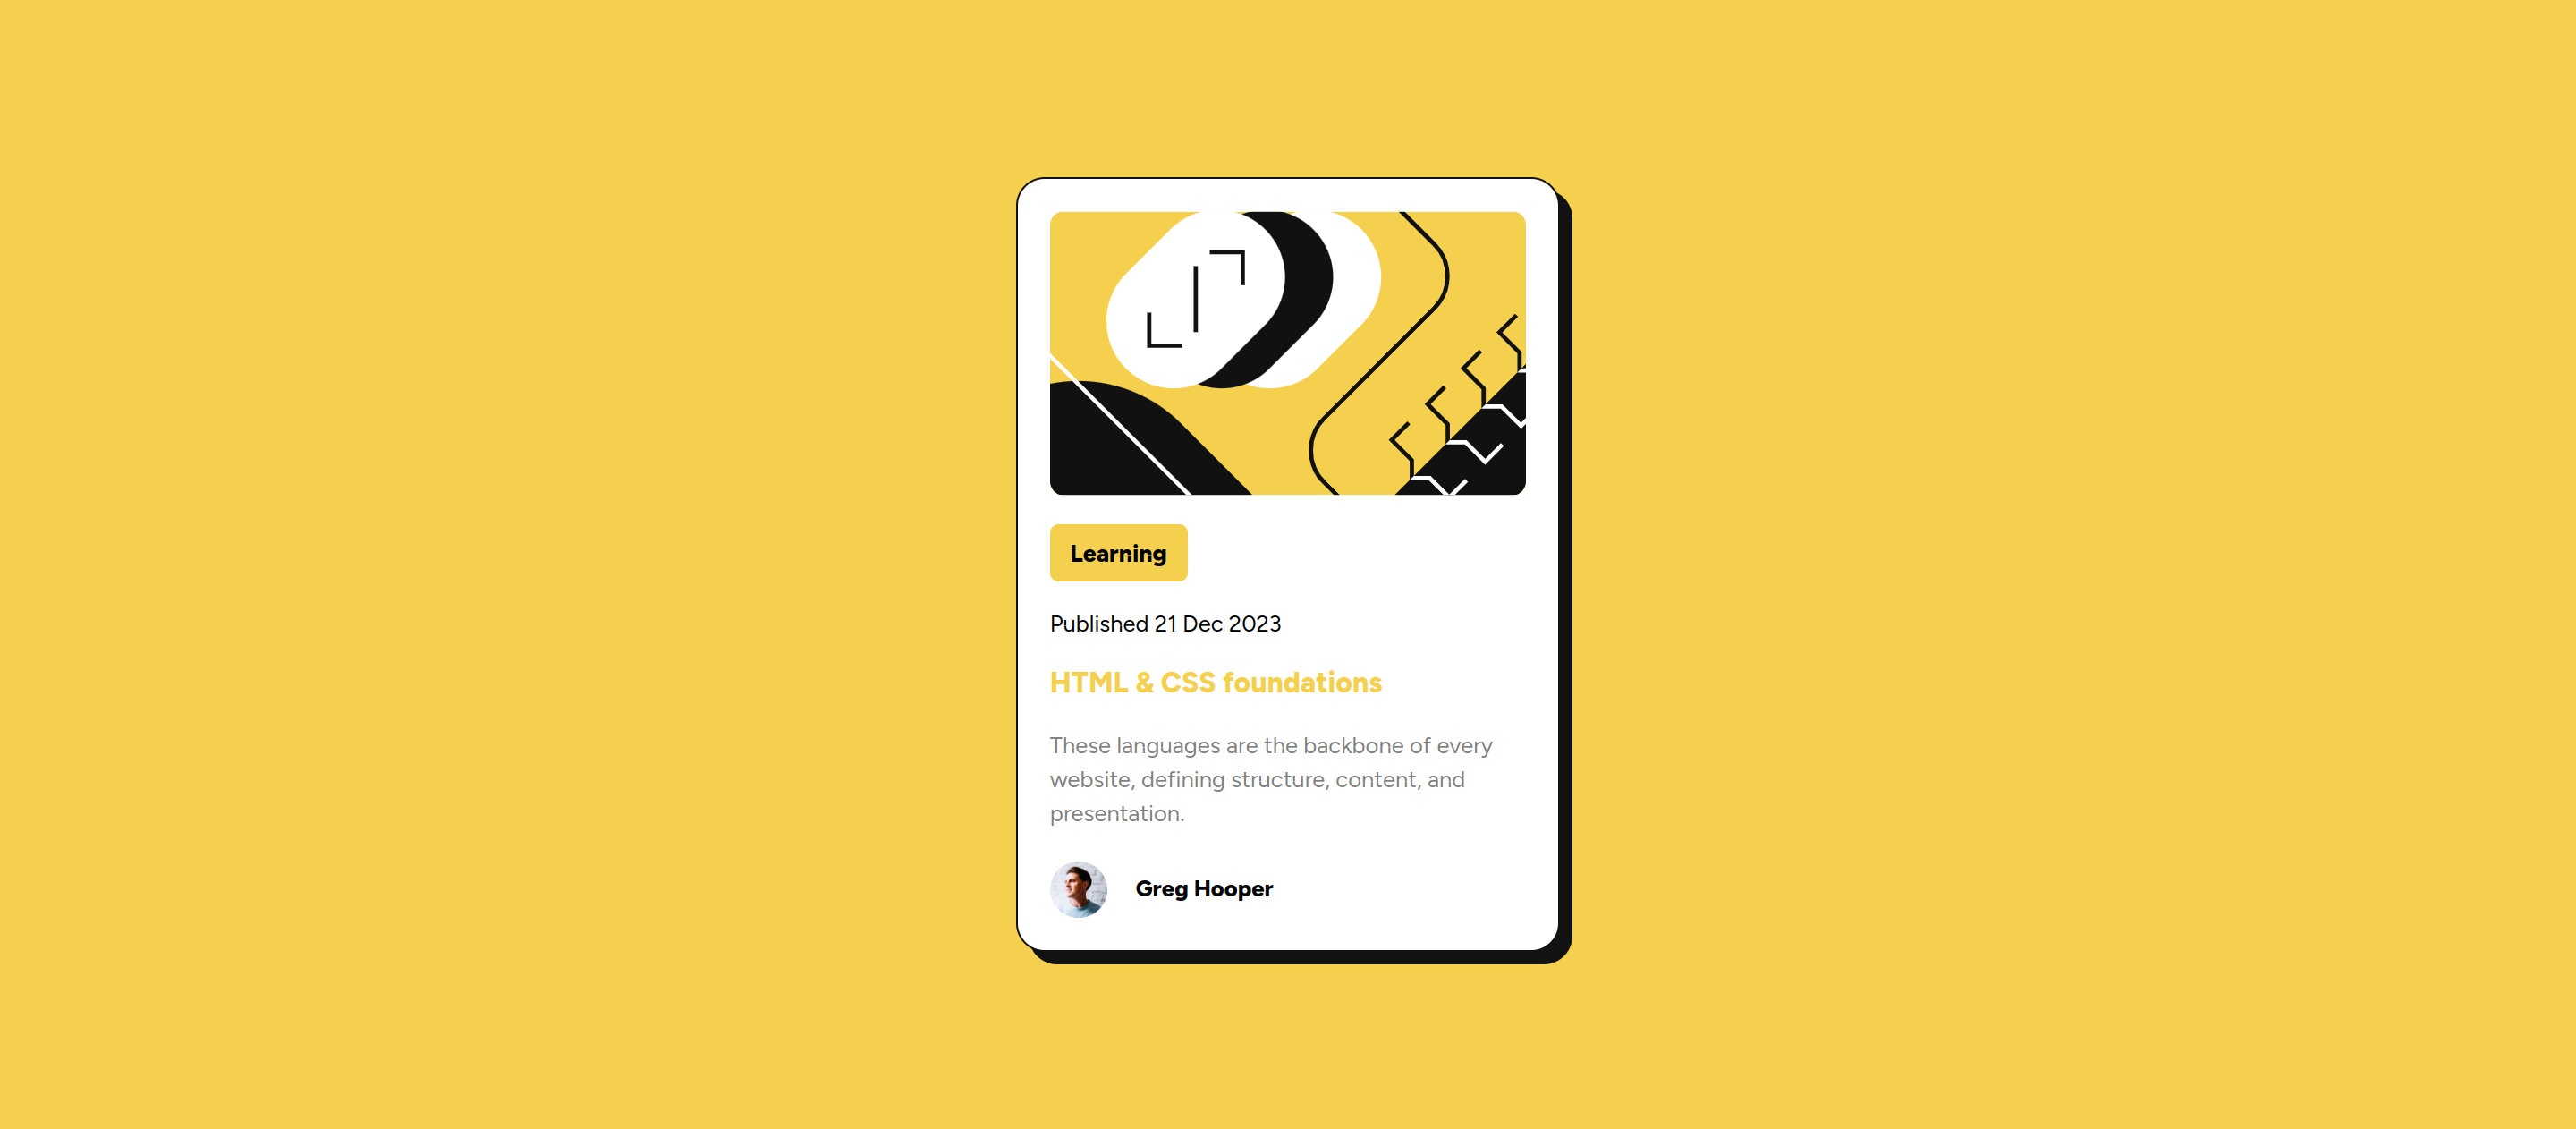 Learning
Published 21 Dec 2023
HTML & CSS foundations
These languages are the backbone of every
website, defining structure, content, and
presentation.
Greg Hooper